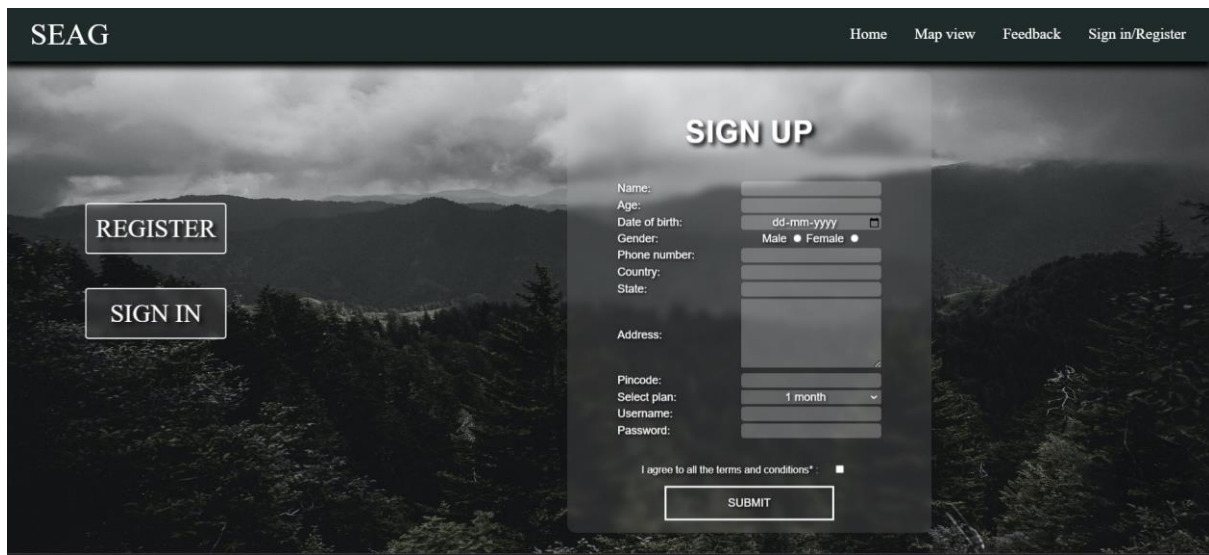 SEAG
Home Map view Feedback Sign in/Register
REGISTER
SIGN IN
SIGN UP
Name:
Age:
Date of birth: dd-mm-yyyy
Gender: Male Female
Phone number:
Country:
State:
Address:
Pincode:
Select plan: 1 month
Username:
Password:
I agree to all the terms and conditions* :
SUBMIT